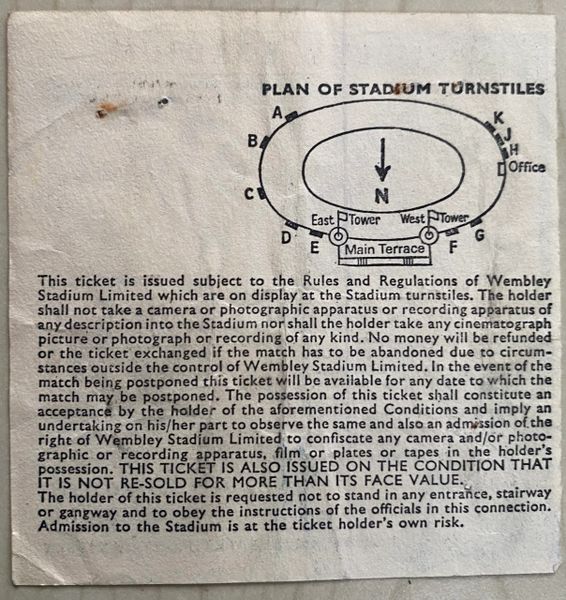 PLAN OF STADIUM TURNSTILES
A
B
C
D
E
K
J
H
Office
G
F
N
East Tower
West Tower
Main Terrace
This ticket is issued subject to the Rules and Regulations of Wembley
Stadium Limited which are on display at the Stadium turnstiles. The holder
shall not take a camera or photographic apparatus or recording apparatus of
any description into the Stadium nor shall the holder take any cinematograph
picture or photograph or recording of any kind. No money will be refunded
or the ticket exchanged if the match has to be abandoned due to circum-
stances outside the control of Wembley Stadium Limited. In the event of the
match being postponed this ticket will be available for any date to which the
match may be postponed. The possession of this ticket shall constitute an
acceptance by the holder of the aforementioned Conditions and imply an
undertaking on his/her part to observe the same and also an admission of the
right of Wembley Stadium Limited to confiscate any camera and/or photo-
graphic or recording apparatus, film or plates or tapes in the holder's
possession. THIS TICKET IS ALSO ISSUED ON THE CONDITION THAT
IT IS NOT RE-SOLD FOR MORE THAN ITS FACE VALUE.
The holder of this ticket is requested not to stand in any entrance, stairway
or gangway and to obey the instructions of the officials in this connection.
Admission to the Stadium is at the ticket holder's own risk.